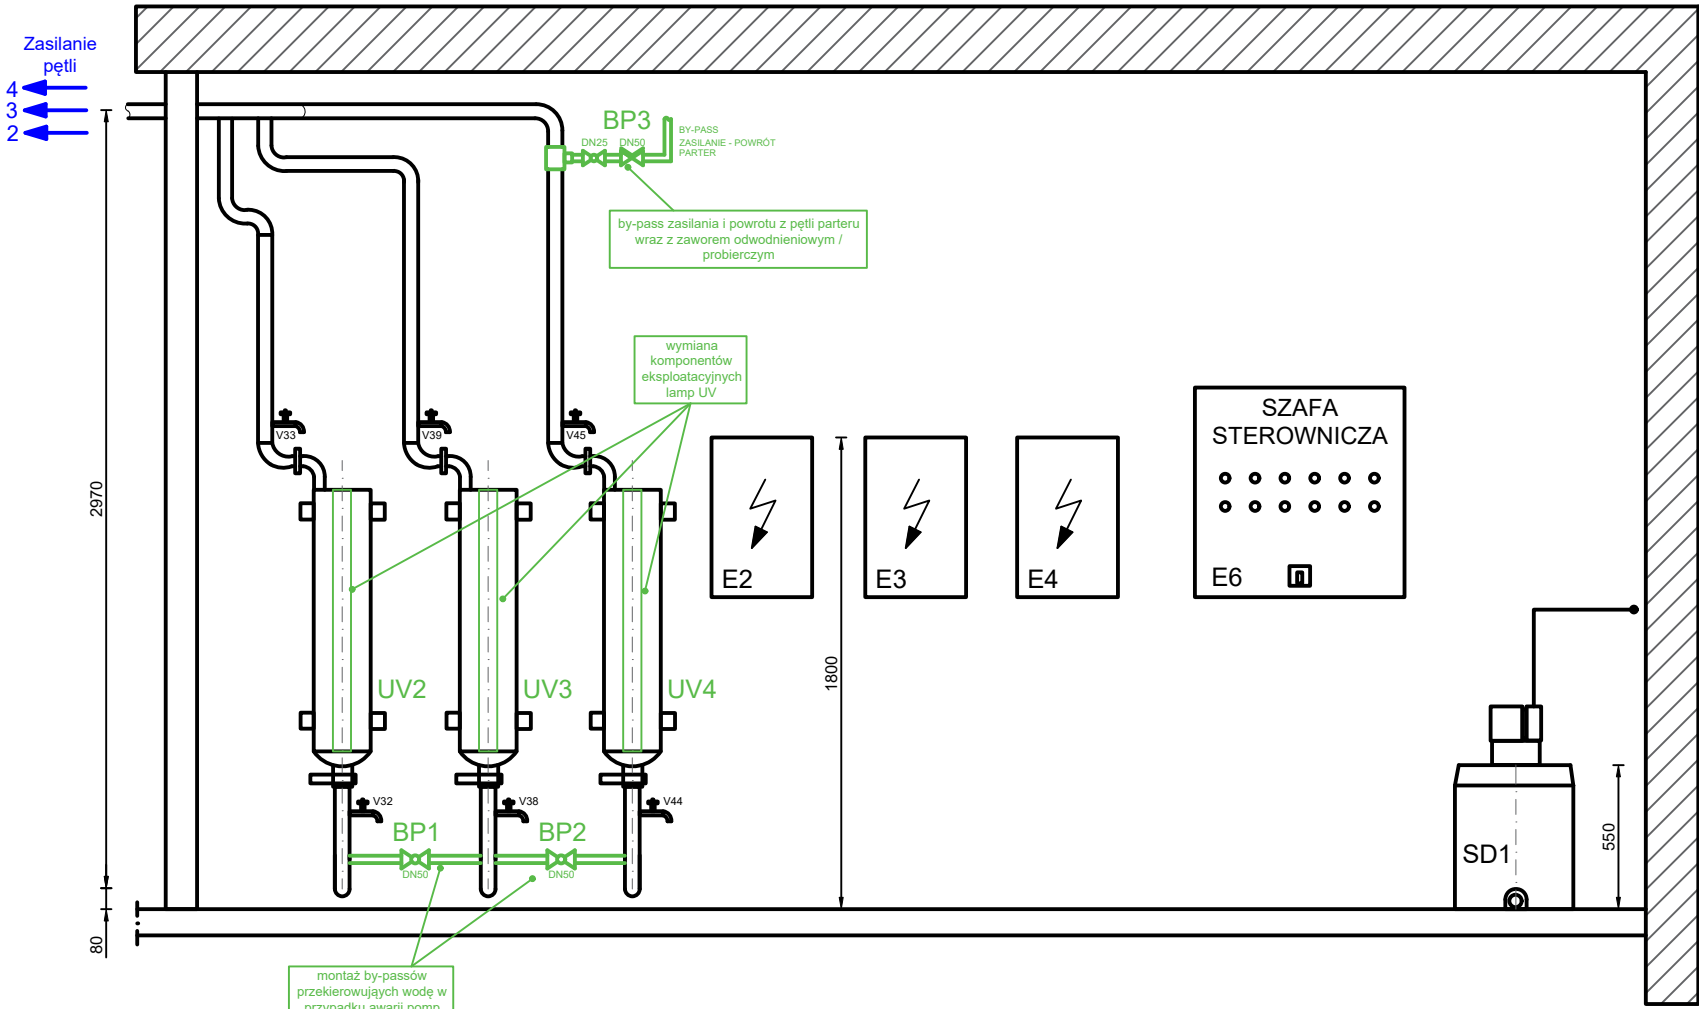 Zasilanie
pętli
4
3
2
BP3
DN25
DN50
BY-PASS
ZASILANIE - POWRÓT
PARTER
by-pass zasilania i powrotu z pętli parteru
wraz z zaworem odwodnieniowym /
probierczym
wymiana
komponentów
eksploatacyjnych
lamp UV
V33
V39
V45
SZAFA
STEROWNICZA
E2
E3
E4
E6
2970
1800
UV2
UV3
UV4
V32
V38
V44
BP1
BP2
DN50
DN50
SD1
550
80
montaż by-passów
przekierowujących wodę w
przypadku awarii pomp